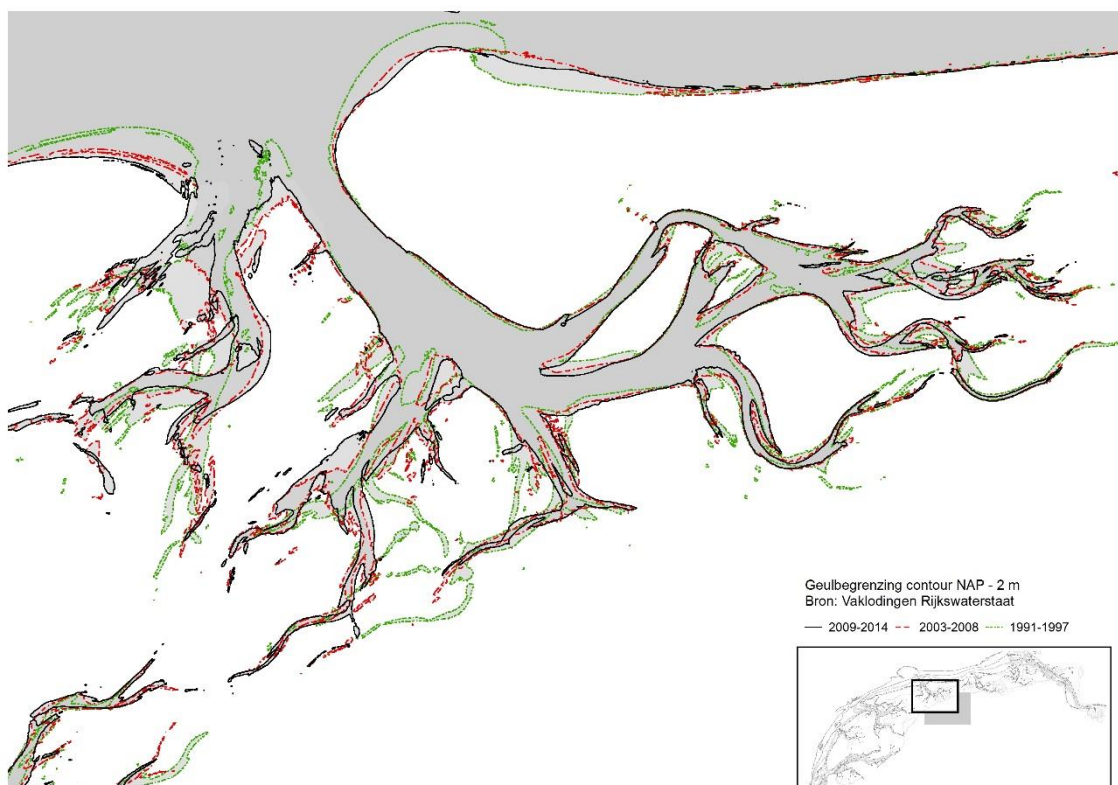 Geulbegrenzing contour NAP - 2 m
Bron: Vaklodingen Rijkswaterstaat
2009-2014 2003-2008 1991-1997